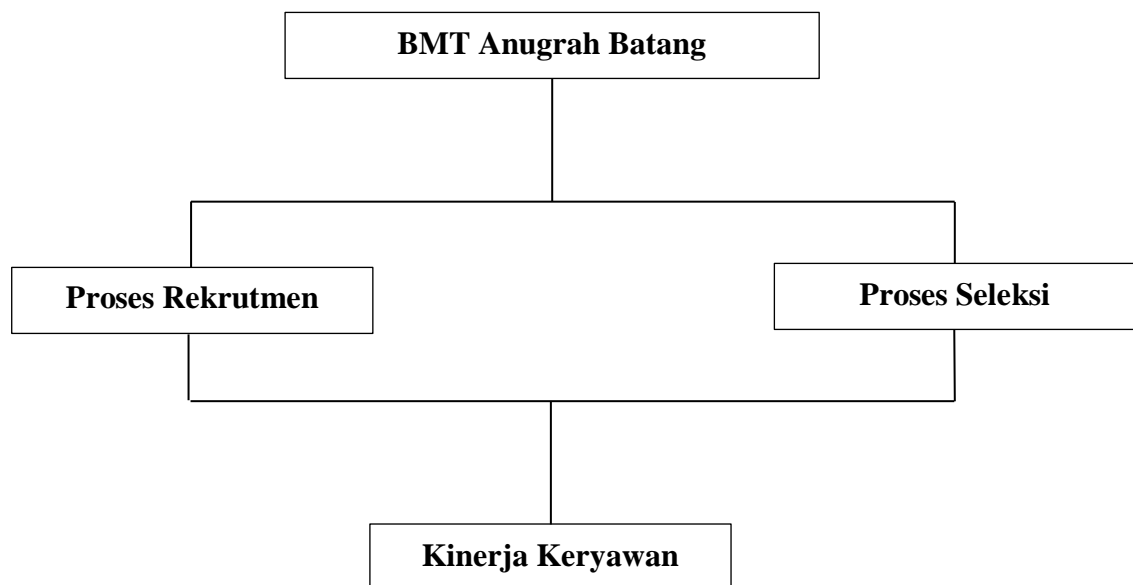 BMT Anugrah Batang
Proses Rekrutmen
Proses Seleksi
Kinerja Keryawan